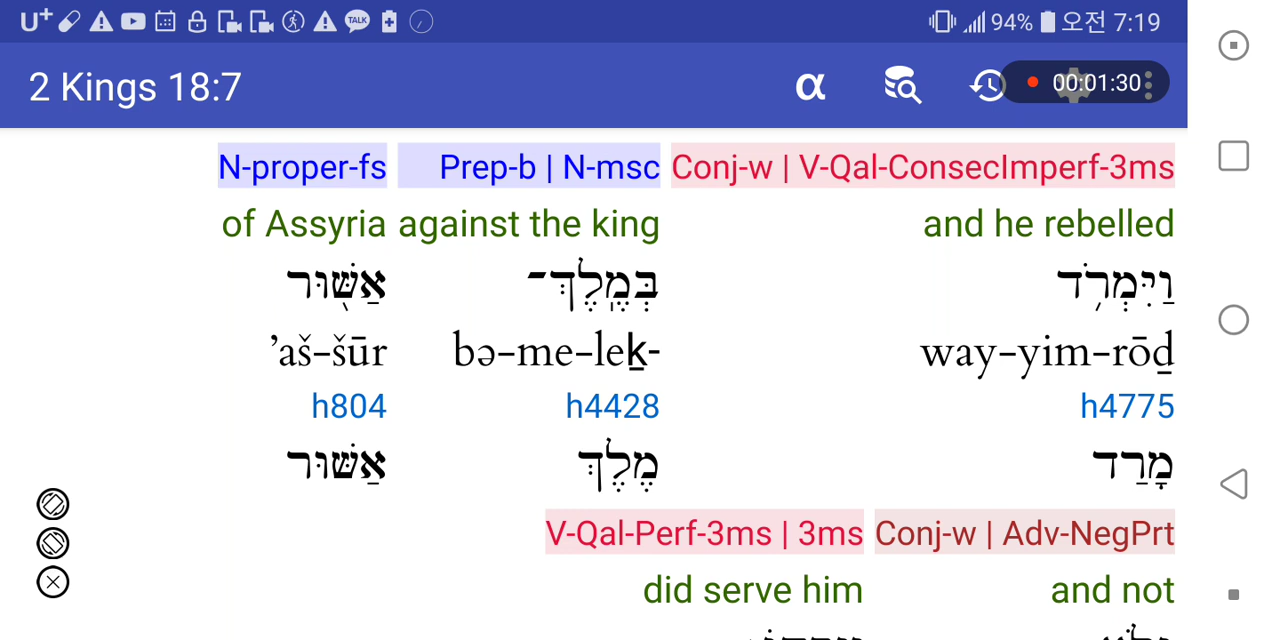 U+ TALK 94% 오전 7:19
2 Kings 18:7 α 00:01:30
Conj-w | V-Qal-ConsecImperf-3ms Prep-b | N-msc N-proper-fs
and he rebelled against the king of Assyria
וַיִּמְרֹ֥ד בְּמֶֽלֶךְ־ אַשּׁ֖וּר
way-yim-rōḏ bə-me-leḵ- ’aš-šūr
h4775 h4428 h804
מָרַד מֶלֶךְ אַשּׁוּר
Conj-w | Adv-NegPrt V-Qal-Perf-3ms | 3ms
and not did serve him